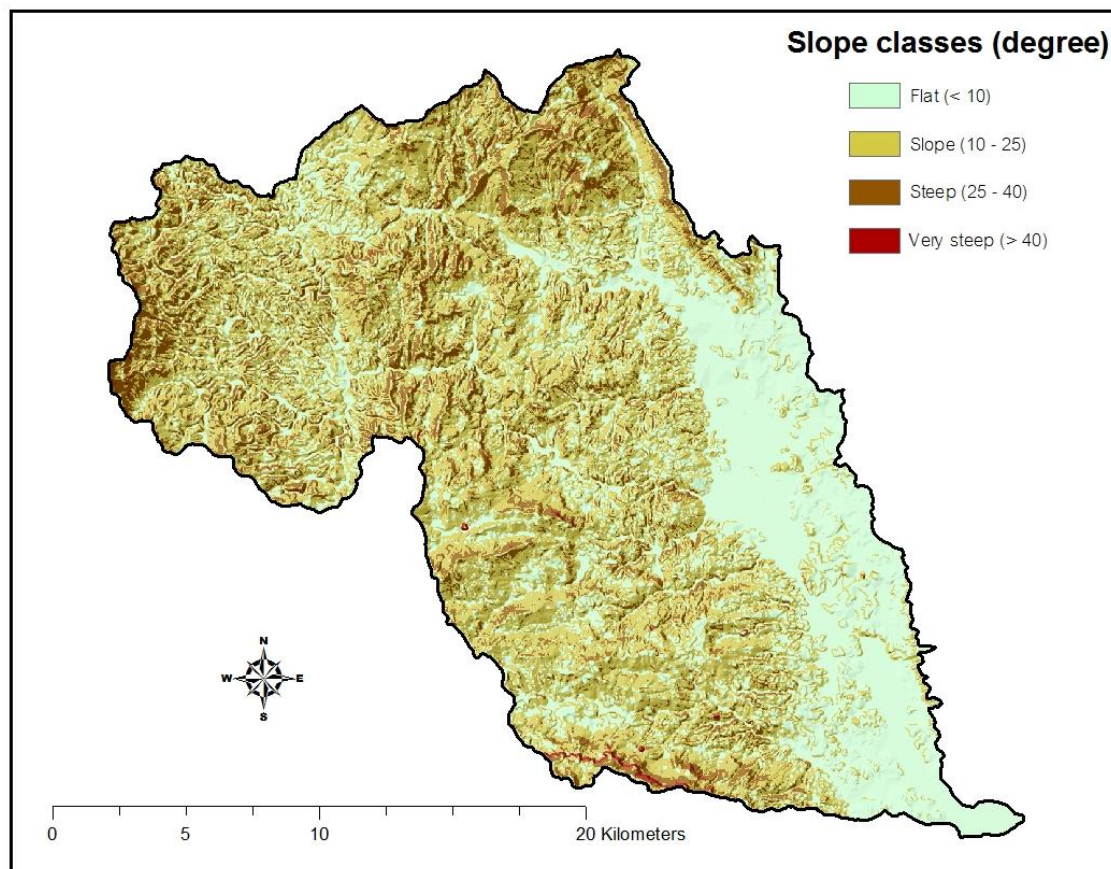 Slope classes (degree)
Flat (< 10)
Slope (10 - 25)
Steep (25 - 40)
Very steep (> 40)
N
W E
S
0 5 10 20 Kilometers